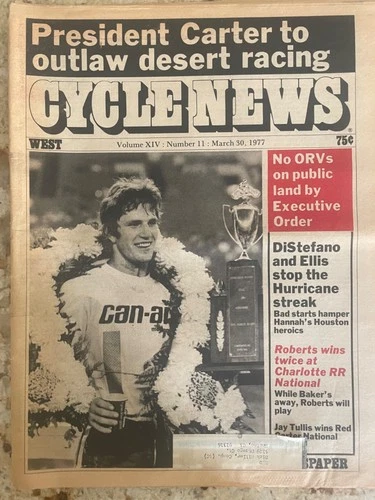 President Carter to
outlaw desert racing
CYCLE NEWS
WEST
Volume XIV : Number 11 : March 30, 1977
75¢
No ORVs
on public
land by
Executive
Order
DiStefano
and Ellis
stop the
Hurricane
streak
Bad starts hamper
Hannah's Houston
heroics
Roberts wins
twice at
Charlotte RR
National
While Baker's
away, Roberts will
play
Jay Tullis wins Red
National
can-a